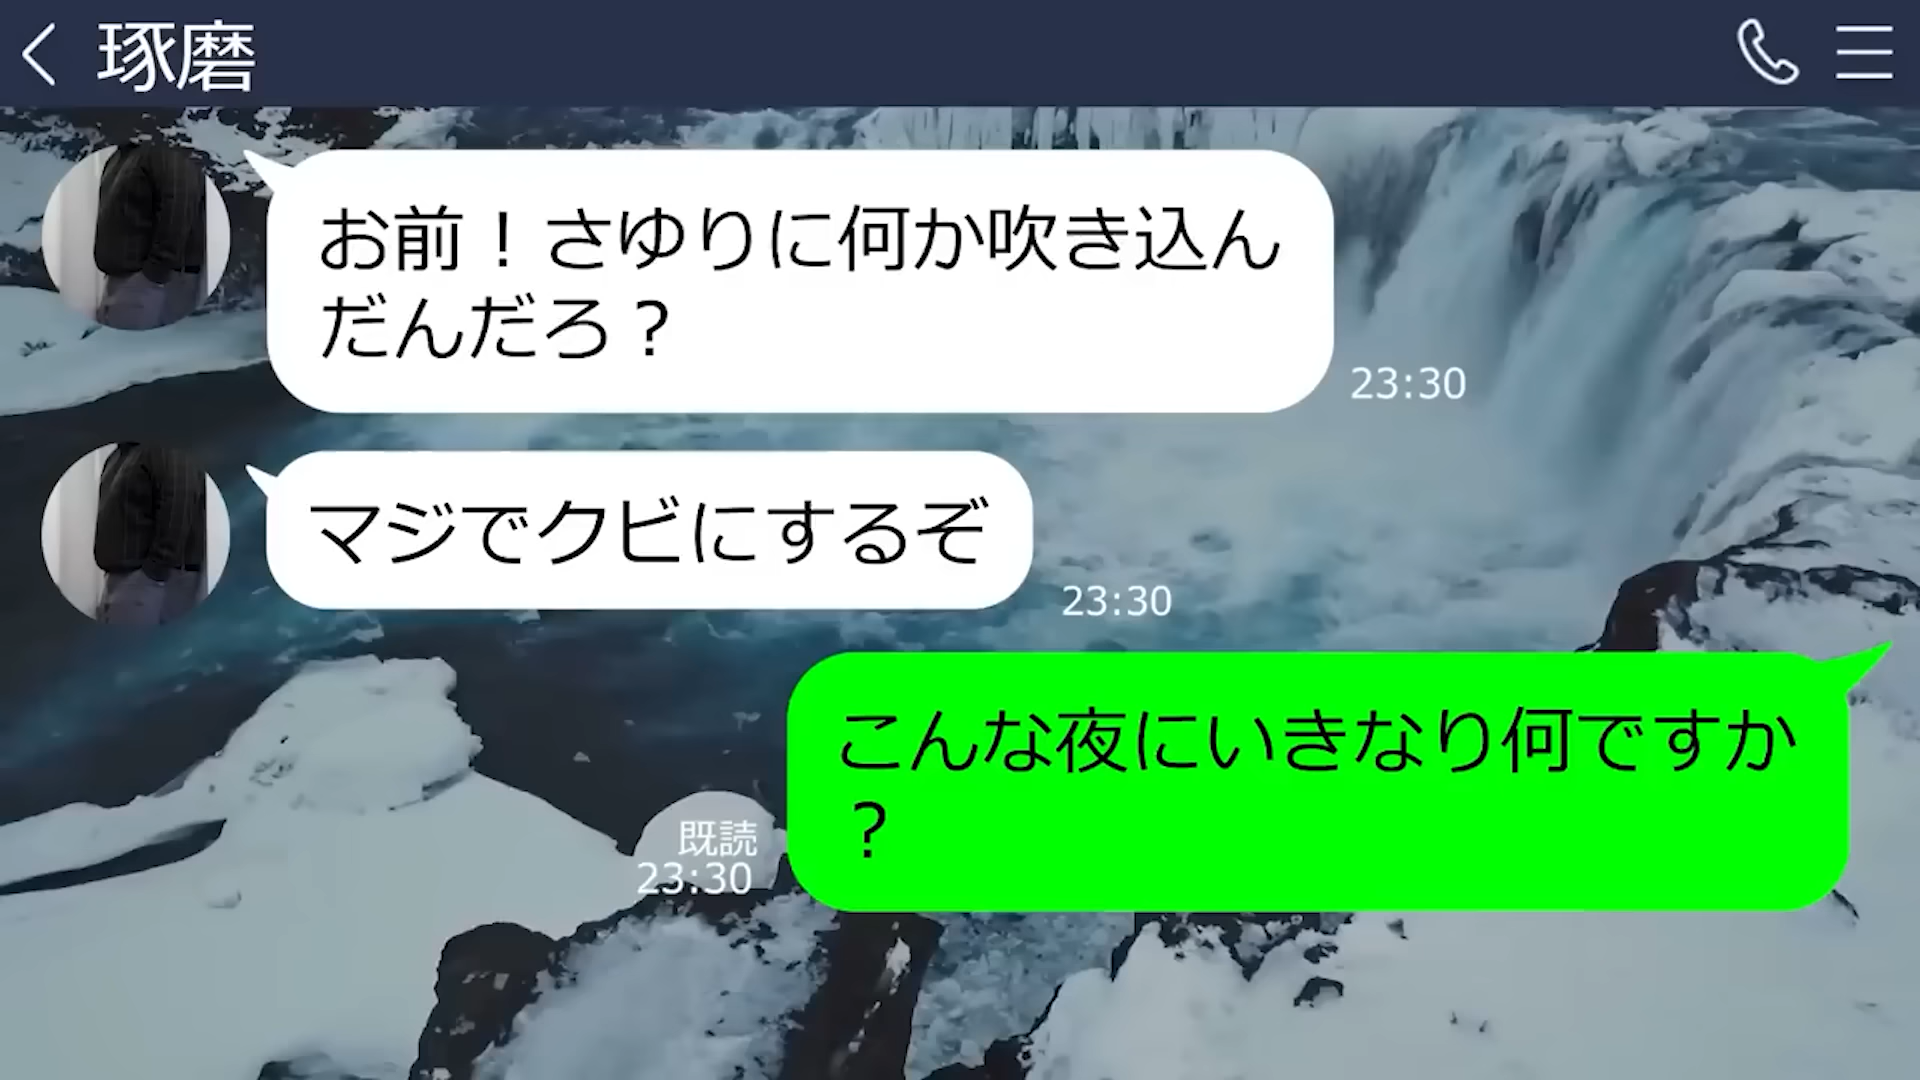 琢磨
お前！さゆりに何か吹き込ん
だんだろ？
23:30
マジでクビにするぞ
23:30
こんな夜にいきなり何ですか
？
既読
23:30